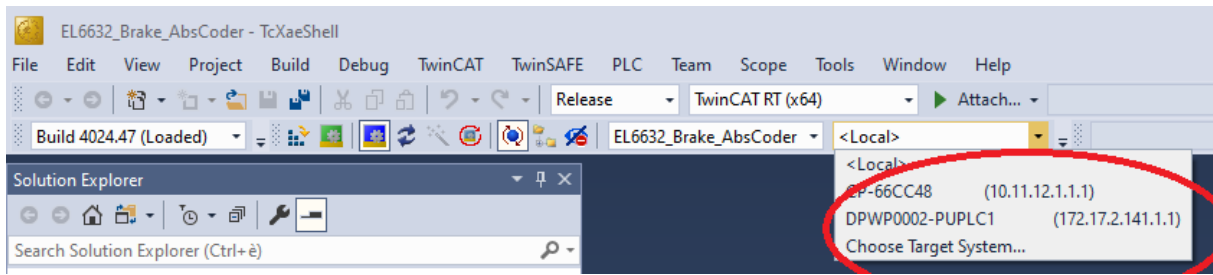 EL6632_Brake_AbsCoder - TcXaeShell
File Edit View Project Build Debug TwinCAT TwinSAFE PLC Team Scope Tools Window Help
Release TwinCAT RT (x64) Attach...
Build 4024.47 (Loaded) EL6632_Brake_AbsCoder <Local>
<Local>
Solution Explorer
CP-66CC48 (10.11.12.1.1.1)
DPWP0002-PUPLC1 (172.17.2.141.1.1)
Choose Target System...
Search Solution Explorer (Ctrl+è)